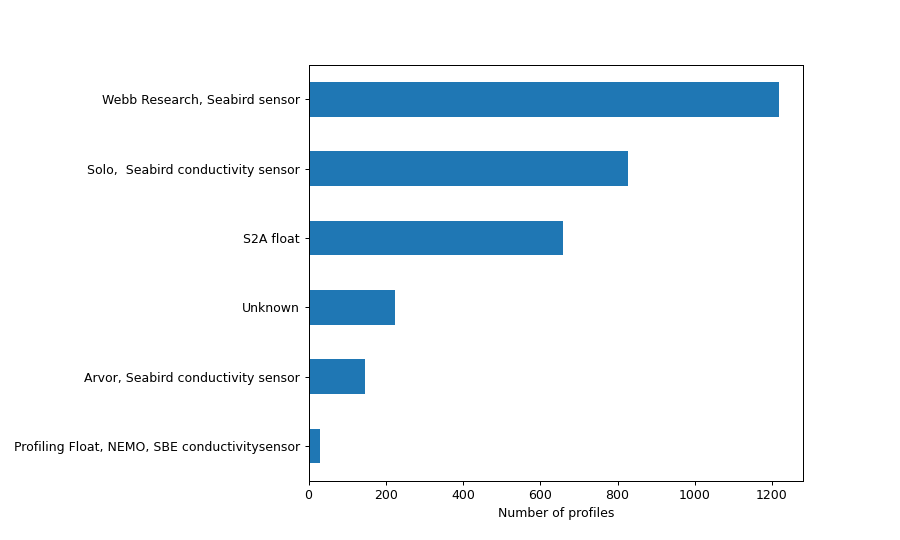 Webb Research, Seabird sensor
Solo,  Seabird conductivity sensor
S2A float
Unknown
Arvor, Seabird conductivity sensor
Profiling Float, NEMO, SBE conductivitysensor
0 200 400 600 800 1000 1200
Number of profiles